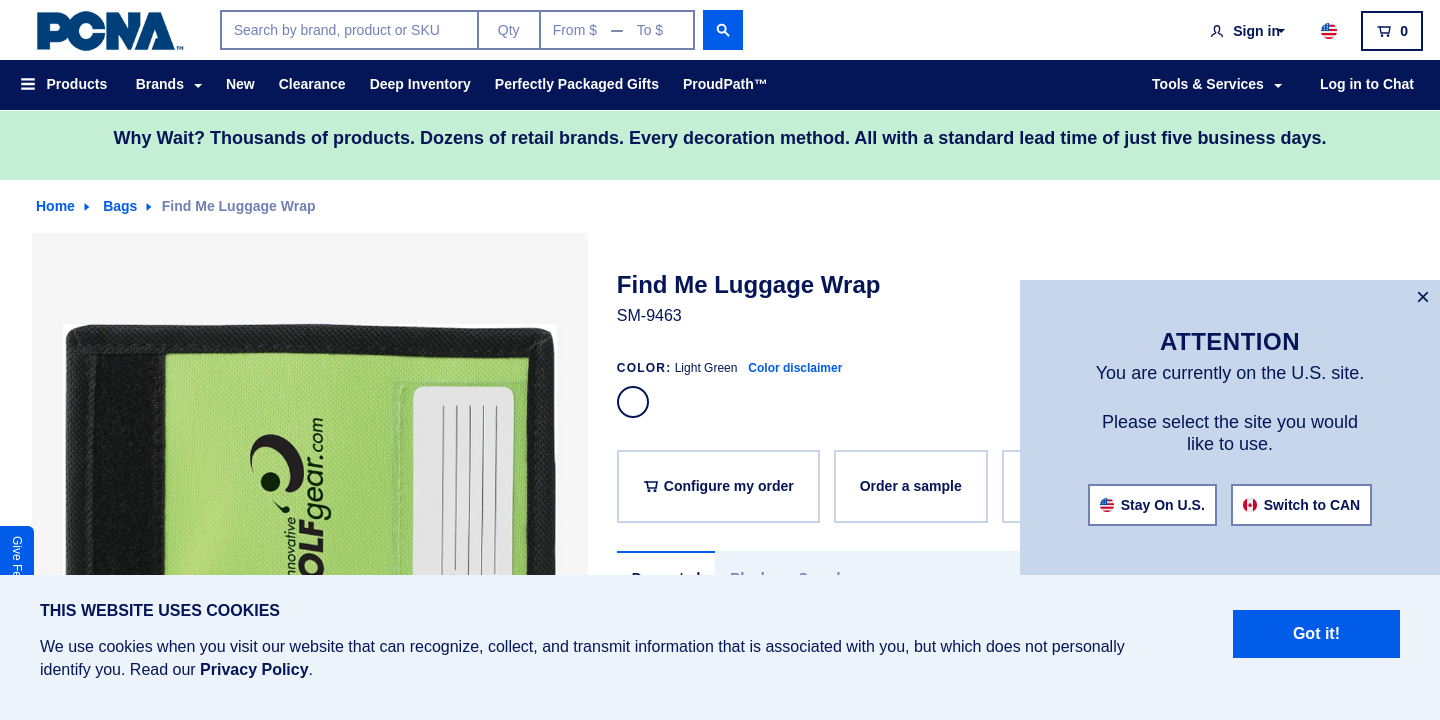 PCNA™
Search by brand, product or SKU
Qty
From $ — To $
Sign in
0
Products
Brands
New
Clearance
Deep Inventory
Perfectly Packaged Gifts
ProudPath™
Tools & Services
Log in to Chat
Why Wait? Thousands of products. Dozens of retail brands. Every decoration method. All with a standard lead time of just five business days.
Home
Bags
Find Me Luggage Wrap
innovative
OLFgear.com
Find Me Luggage Wrap
SM-9463
COLOR: Light Green Color disclaimer
Configure my order
Order a sample
×
ATTENTION
You are currently on the U.S. site.
Please select the site you would
like to use.
Stay On U.S.
Switch to CAN
Give
THIS WEBSITE USES COOKIES
We use cookies when you visit our website that can recognize, collect, and transmit information that is associated with you, but which does not personally
identify you. Read our Privacy Policy.
Got it!